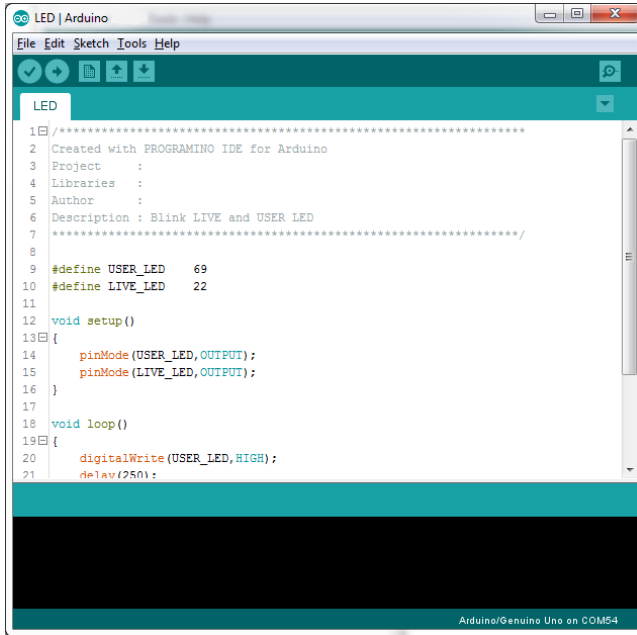 LED | Arduino
File Edit Sketch Tools Help
LED
1 /******************************************************************
2 Created with PROGRAMINO IDE for Arduino
3 Project :
4 Libraries :
5 Author :
6 Description : Blink LIVE and USER LED
7 ******************************************************************/
8
9 #define USER_LED 69
10 #define LIVE_LED 22
11
12 void setup()
13 {
14 pinMode(USER_LED,OUTPUT);
15 pinMode(LIVE_LED,OUTPUT);
16 }
17
18 void loop()
19 {
20 digitalWrite(USER_LED,HIGH);
21 delay(250);
Arduino/Genuino Uno on COM54